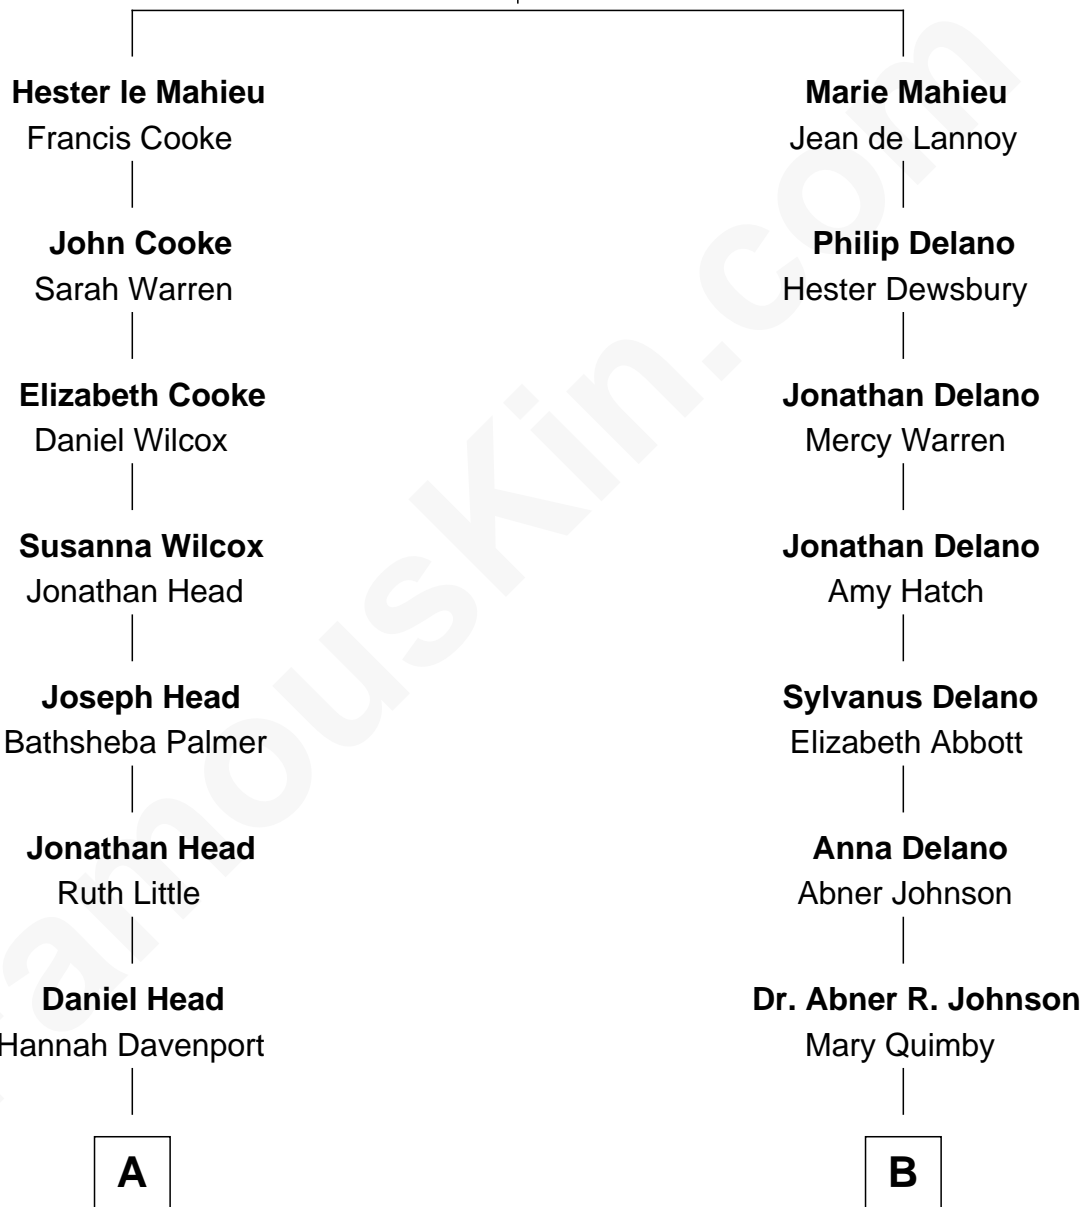 Hester le Mahieu
Francis Cooke
Marie Mahieu
Jean de Lannoy
John Cooke
Sarah Warren
Philip Delano
Hester Dewsbury
Elizabeth Cooke
Daniel Wilcox
Jonathan Delano
Mercy Warren
Susanna Wilcox
Jonathan Head
Jonathan Delano
Amy Hatch
Joseph Head
Bathsheba Palmer
Sylvanus Delano
Elizabeth Abbott
Jonathan Head
Ruth Little
Anna Delano
Abner Johnson
Daniel Head
Hannah Davenport
Dr. Abner R. Johnson
Mary Quimby
A
B
FamousKin.com